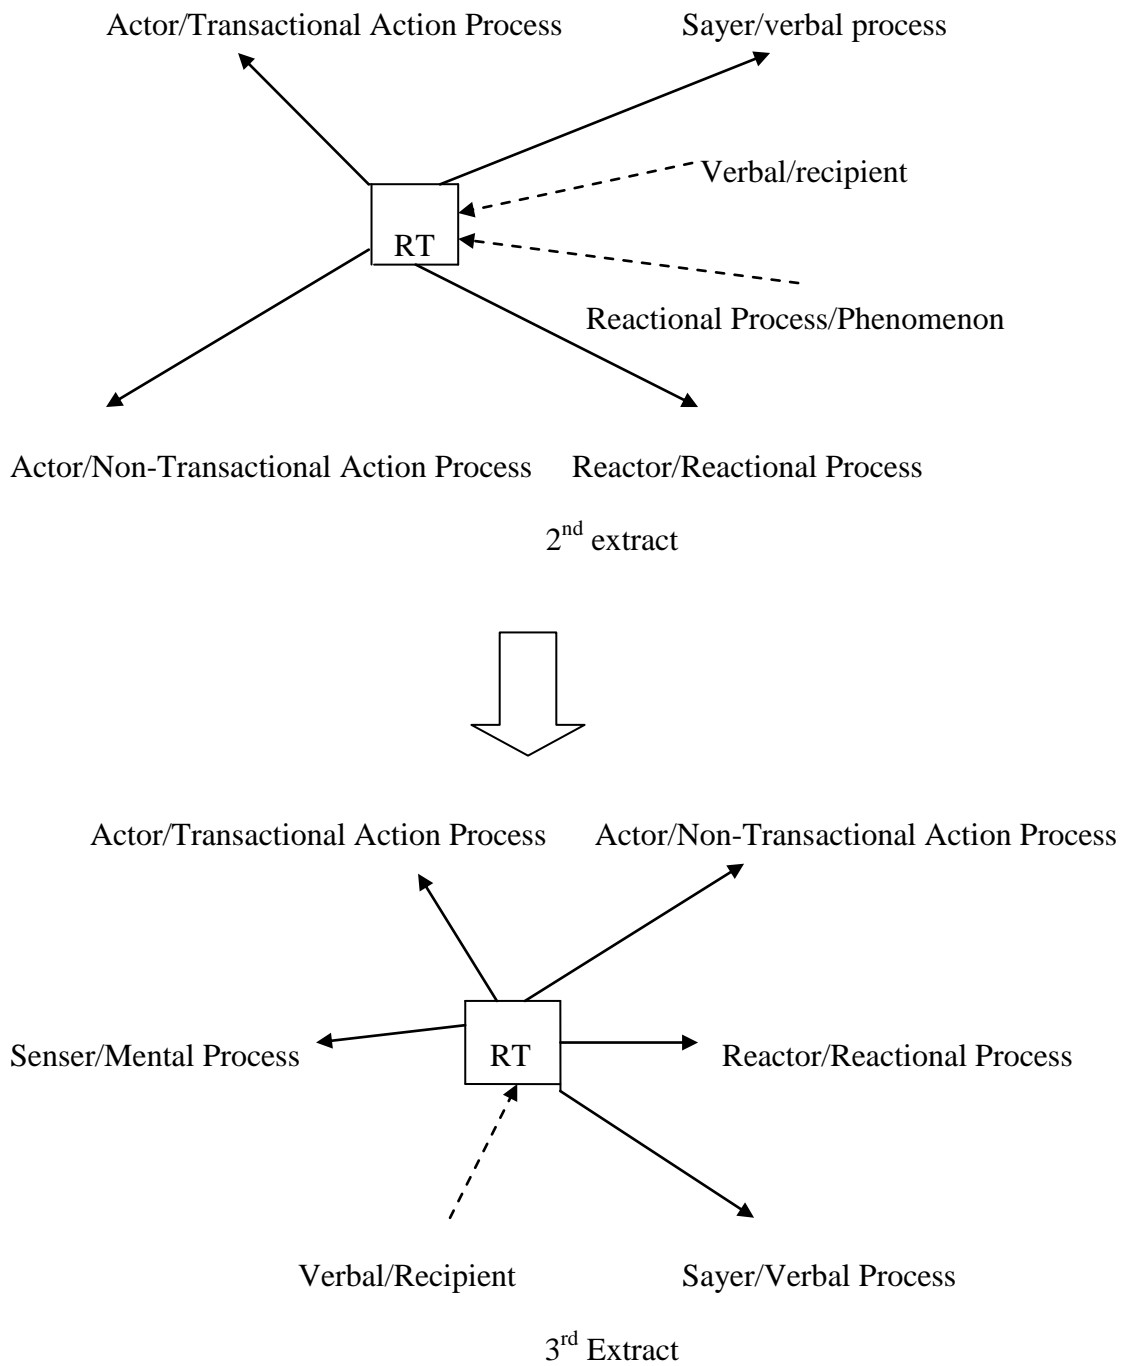 Actor/Transactional Action Process
Sayer/verbal process
Verbal/recipient
RT
Reactional Process/Phenomenon
Actor/Non-Transactional Action Process
Reactor/Reactional Process
2nd extract
Actor/Transactional Action Process
Actor/Non-Transactional Action Process
Senser/Mental Process
RT
Reactor/Reactional Process
Verbal/Recipient
Sayer/Verbal Process
3rd Extract